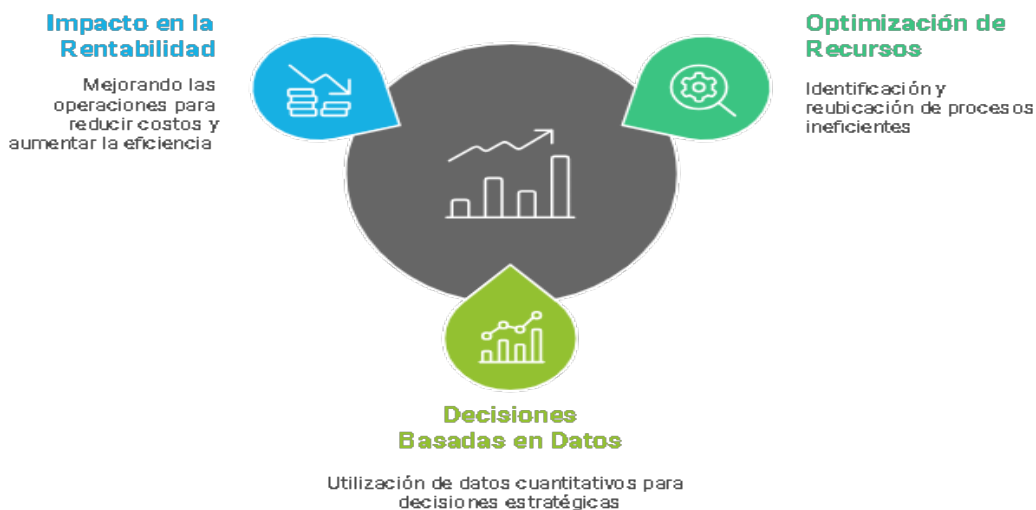 Impacto en la
Rentabilidad
Mejorando las
operaciones para
reducir costos y
aumentar la eficiencia
Optimización de
Recursos
Identificación y
reubicación de procesos
ineficientes
Decisiones
Basadas en Datos
Utilización de datos cuantitativos para
decisiones estratégicas